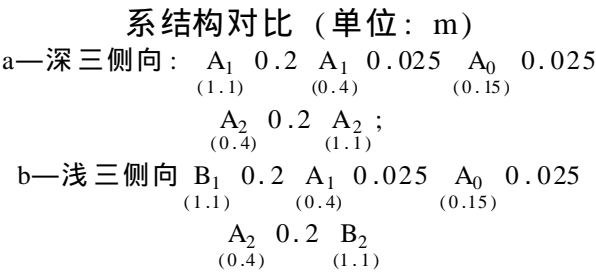 系结构对比 (单位: m)
a—深三侧向: A₁ 0.2 A₁ 0.025 A₀ 0.025
(1.1) (0.4) (0.15)
A₂ 0.2 A₂ ;
(0.4) (1.1)
b—浅三侧向 B₁ 0.2 A₁ 0.025 A₀ 0.025
(1.1) (0.4) (0.15)
A₂ 0.2 B₂
(0.4) (1.1)